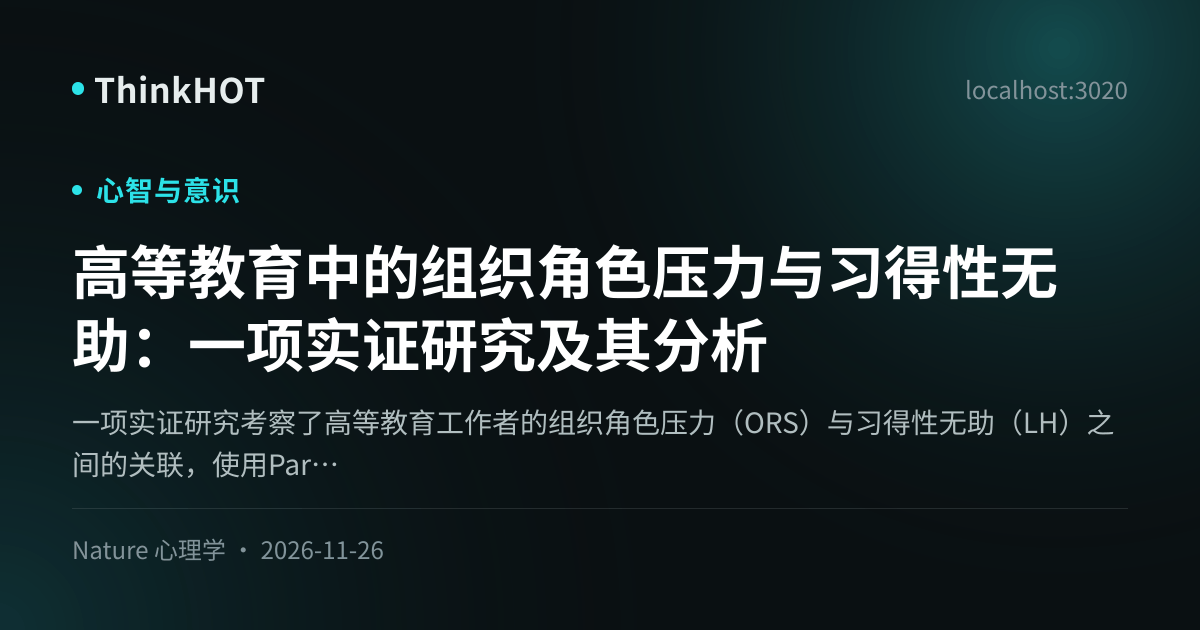 ThinkHOT
localhost:3020
心智与意识
高等教育中的组织角色压力与习得性无
助：一项实证研究及其分析
一项实证研究考察了高等教育工作者的组织角色压力（ORS）与习得性无助（LH）之
间的关联，使用Par…
Nature 心理学 · 2026-11-26